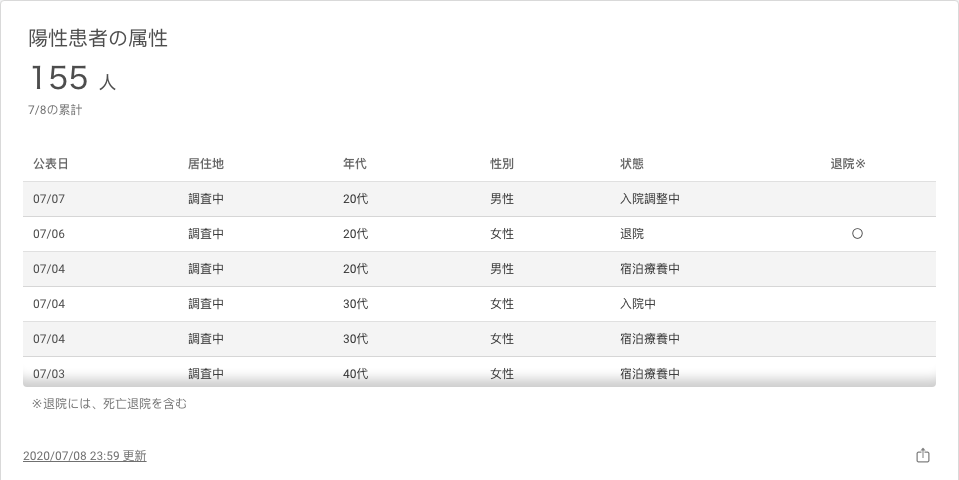 陽性患者の属性
155 人
7/8の累計
公表日 居住地 年代 性別 状態 退院※
07/07 調査中 20代 男性 入院調整中
07/06 調査中 20代 女性 退院 ○
07/04 調査中 20代 男性 宿泊療養中
07/04 調査中 30代 女性 入院中
07/04 調査中 30代 女性 宿泊療養中
07/03 調査中 40代 女性 宿泊療養中
※退院には、死亡退院を含む
2020/07/08 23:59 更新